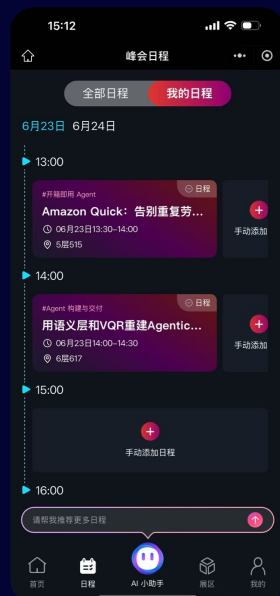 15:12
峰会日程
全部日程
我的日程
6月23日 6月24日
13:00
#开箱即用 Agent
日程
Amazon Quick：告别重复劳...
06月23日13:30-14:00
5层515
手动添加
14:00
#Agent 构建与交付
日程
用语义层和VQR重建Agentic...
06月23日14:00-14:30
6层617
手动添加
15:00
手动添加日程
16:00
请帮我推荐更多日程
首页
日程
AI 小助手
展区
我的